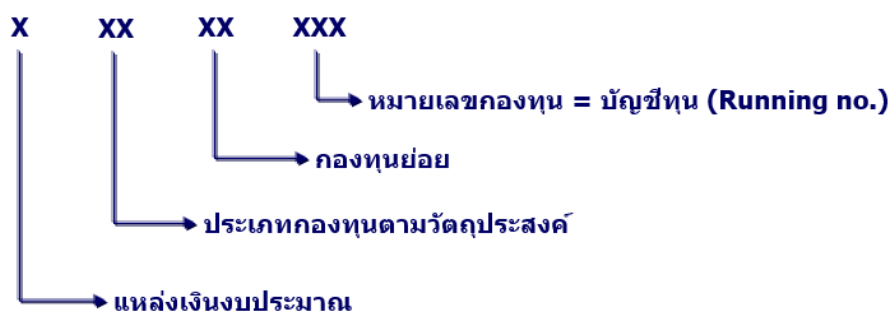 X XX XX XXX
หมายเลขกองทุน = บัญชีทุน (Running no.)
กองทุนย่อย
ประเภทกองทุนตามวัตถุประสงค์
แหล่งเงินงบประมาณ